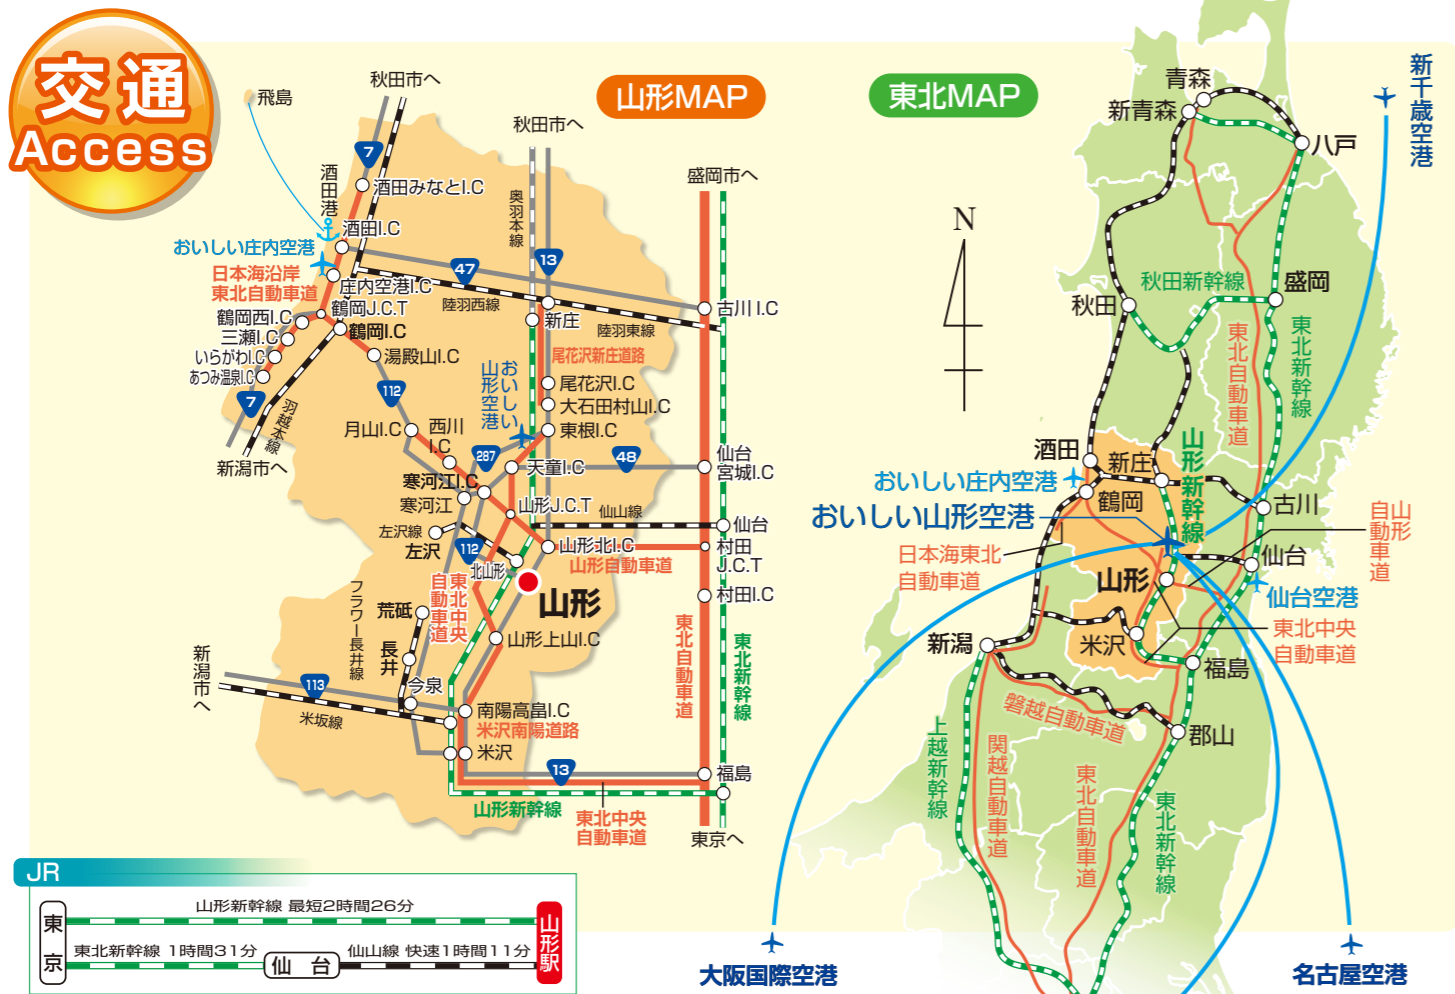 交通
Access
山形MAP
飛島
秋田市へ
秋田市へ
盛岡市へ
7
酒田みなとI.C
酒田港
酒田I.C
おいしい庄内空港
日本海沿岸
東北自動車道
庄内空港I.C
鶴岡J.C.T
鶴岡西I.C
鶴岡I.C
三瀬I.C
いらがわI.C
あつみ温泉I.C
湯殿山I.C
7
羽越本線
新潟市へ
奥羽本線
13
47
陸羽西線
陸羽東線
古川I.C
新庄
尾花沢新庄道路
尾花沢I.C
大石田村山I.C
東根I.C
おいしい
山形空港
112
月山I.C
西川
I.C
287
天童I.C
48
仙台
宮城I.C
寒河江I.C
寒河江
山形J.C.T
仙山線
仙台
左沢線
左沢
112
北山形
山形北I.C
山形自動車道
村田
J.C.T
村田I.C
山形
東北中央
自動車道
山形上山I.C
フラワー長井線
荒砥
長井
今泉
新潟市へ
113
米坂線
南陽高畠I.C
米沢南陽道路
米沢
13
福島
山形新幹線
東北中央
自動車道
東北自動車道
東北新幹線
東京へ
東北MAP
新千歳空港
青森
新青森
八戸
N
秋田新幹線
秋田
盛岡
東北自動車道
東北新幹線
酒田
新庄
山形新幹線
おいしい庄内空港
鶴岡
古川
おいしい山形空港
日本海東北
自動車道
山形
自動車道
仙台
仙台空港
山形
東北中央
自動車道
米沢
新潟
福島
磐越自動車道
郡山
上越新幹線
関越自動車道
東北自動車道
東北新幹線
大阪国際空港
名古屋空港
JR
東京
山形新幹線 最短2時間26分
山形駅
東北新幹線 1時間31分
仙台
仙山線 快速1時間11分